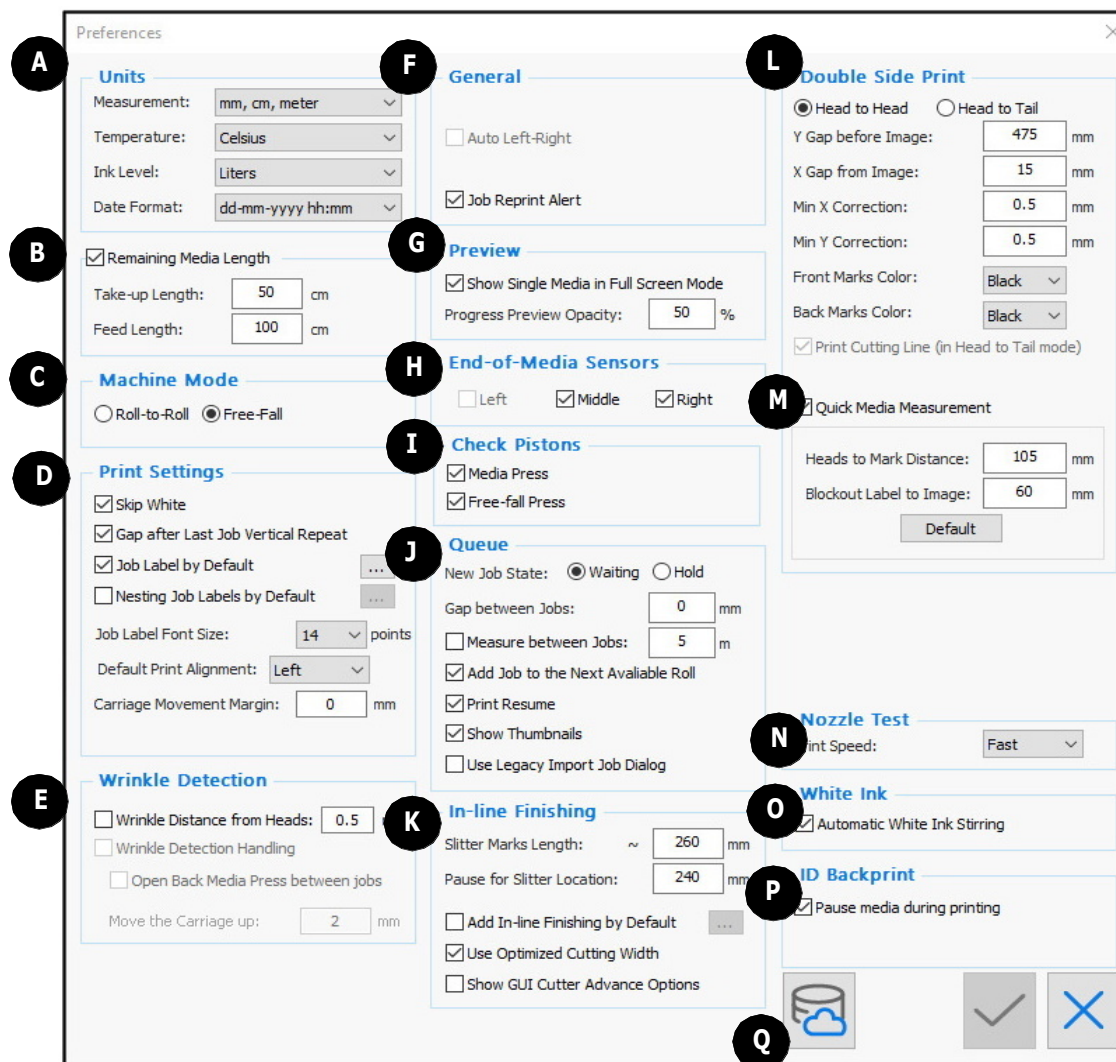 Preferences
A
Units
Measurement: mm, cm, meter
Temperature: Celsius
Ink Level: Liters
Date Format: dd-mm-yyyy hh:mm
B
Remaining Media Length
Take-up Length: 50 cm
Feed Length: 100 cm
C
Machine Mode
Roll-to-Roll Free-Fall
D
Print Settings
Skip White
Gap after Last Job Vertical Repeat
Job Label by Default ...
Nesting Job Labels by Default ...
Job Label Font Size: 14 points
Default Print Alignment: Left
Carriage Movement Margin: 0 mm
E
Wrinkle Detection
Wrinkle Distance from Heads: 0.5
Wrinkle Detection Handling
Open Back Media Press between jobs
Move the Carriage up: 2 mm
F
General
Auto Left-Right
Job Reprint Alert
G
Preview
Show Single Media in Full Screen Mode
Progress Preview Opacity: 50 %
H
End-of-Media Sensors
Left Middle Right
I
Check Pistons
Media Press
Free-fall Press
J
Queue
New Job State: Waiting Hold
Gap between Jobs: 0 mm
Measure between Jobs: 5 m
Add Job to the Next Avaliable Roll
Print Resume
Show Thumbnails
Use Legacy Import Job Dialog
K
In-line Finishing
Slitter Marks Length: ~ 260 mm
Pause for Slitter Location: 240 mm
Add In-line Finishing by Default ...
Use Optimized Cutting Width
Show GUI Cutter Advance Options
L
Double Side Print
Head to Head Head to Tail
Y Gap before Image: 475 mm
X Gap from Image: 15 mm
Min X Correction: 0.5 mm
Min Y Correction: 0.5 mm
Front Marks Color: Black
Back Marks Color: Black
Print Cutting Line (in Head to Tail mode)
M
Quick Media Measurement
Heads to Mark Distance: 105 mm
Blockout Label to Image: 60 mm
Default
N
Nozzle Test
int Speed: Fast
O
White Ink
Automatic White Ink Stirring
P
ID Backprint
Pause media during printing
Q